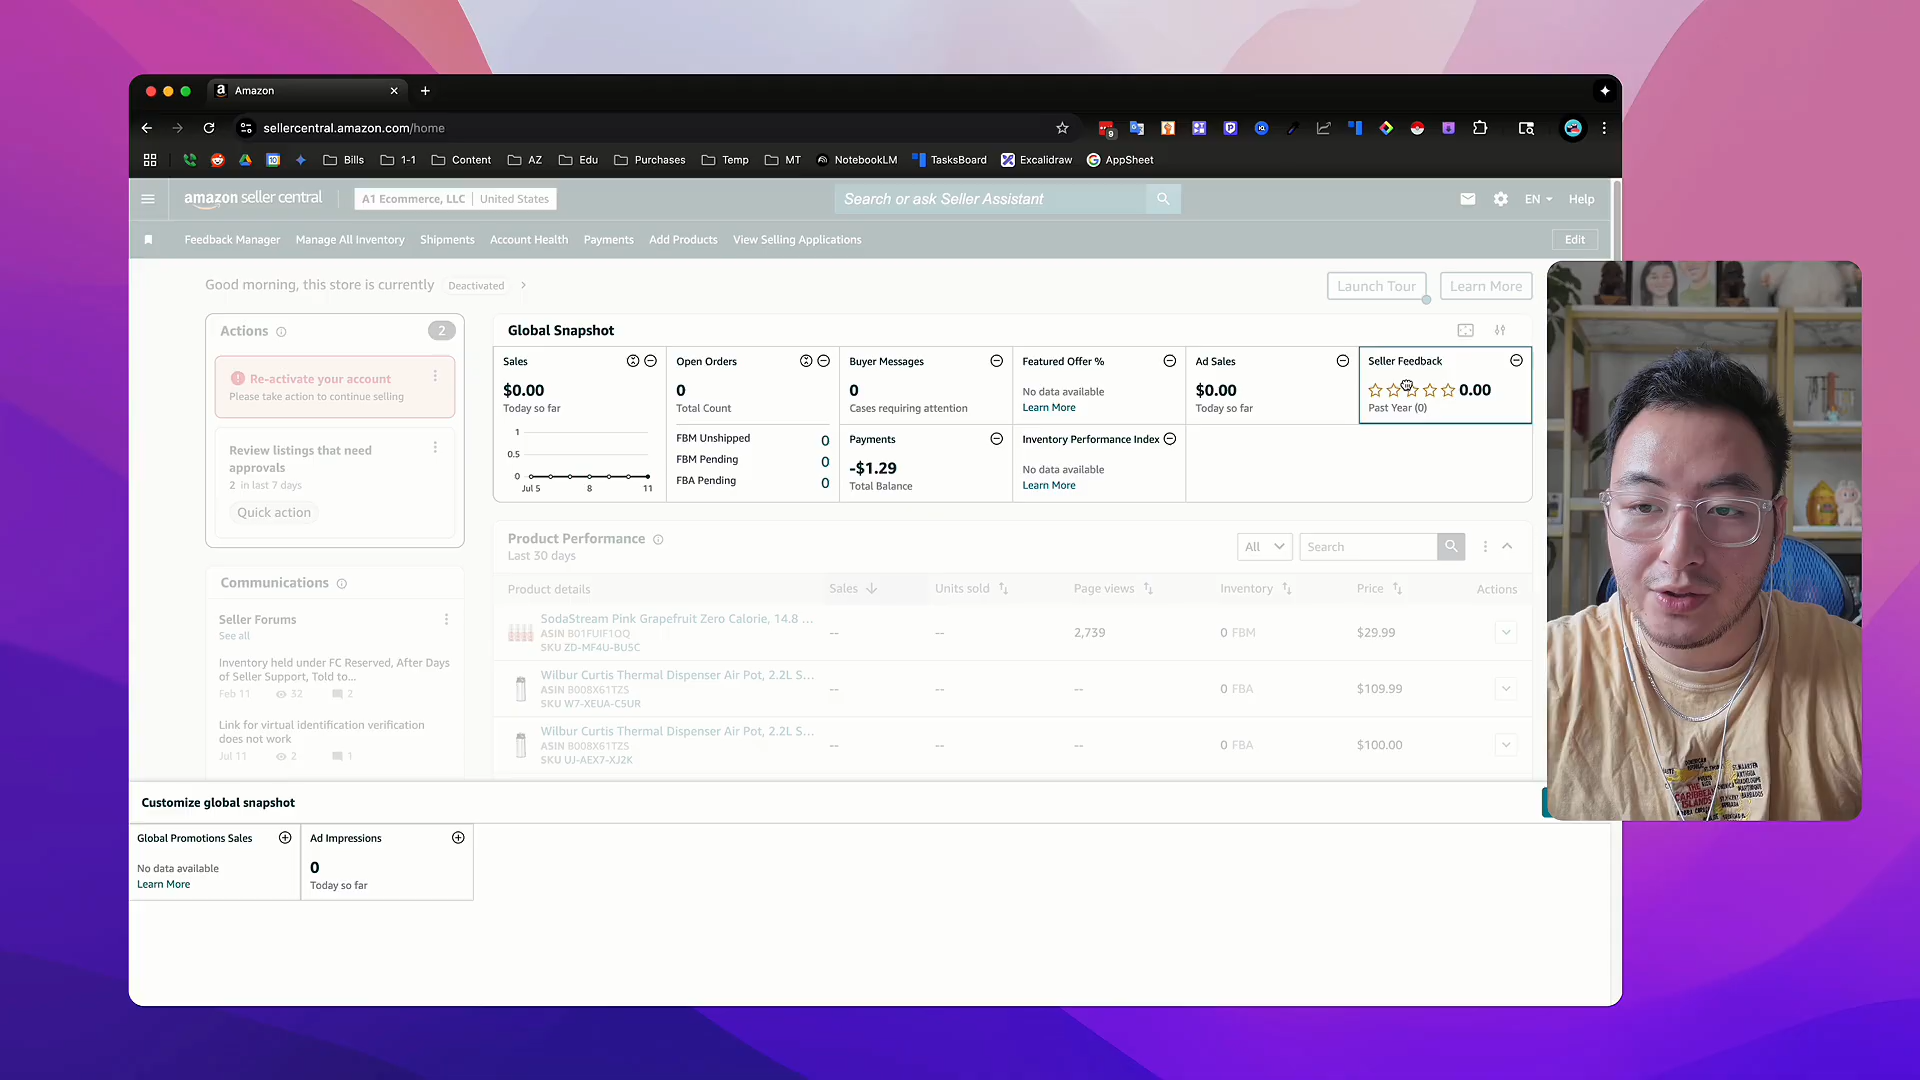 Amazon
sellercentral.amazon.com/home
9
10
Bills
1-1
Content
AZ
Edu
Purchases
Temp
MT
NotebookLM
TasksBoard
Excalidraw
AppSheet
amazon seller central
A1 Ecommerce, LLC | United States
Search or ask Seller Assistant
EN
Help
Feedback Manager
Manage All Inventory
Shipments
Account Health
Payments
Add Products
View Selling Applications
Edit
Good morning, this store is currently
Deactivated
Launch Tour
Learn More
Actions
2
Re-activate your account
Please take action to continue selling
Review listings that need
approvals
2 in last 7 days
Quick action
Communications
Seller Forums
See all
Inventory held under FC Reserved, After Days
of Seller Support, Told to...
Feb 11
32
2
Link for virtual identification verification
does not work
Jul 11
2
1
Global Snapshot
Sales
$0.00
Today so far
1
0.5
0
Jul 5
8
11
Open Orders
0
Total Count
FBM Unshipped
0
FBM Pending
0
FBA Pending
0
Buyer Messages
0
Cases requiring attention
Payments
-$1.29
Total Balance
Featured Offer %
No data available
Learn More
Inventory Performance Index
No data available
Learn More
Ad Sales
$0.00
Today so far
Seller Feedback
0.00
Past Year (0)
Product Performance
Last 30 days
All
Search
Product details
Sales
Units sold
Page views
Inventory
Price
Actions
SodaStream Pink Grapefruit Zero Calorie, 14.8 ...
ASIN B01FUIF1OQ
SKU ZD-MF4U-BU5C
--
--
2,739
0 FBM
$29.99
Wilbur Curtis Thermal Dispenser Air Pot, 2.2L S...
ASIN B008X61TZS
SKU W7-XEUA-C5UR
--
--
--
0 FBA
$109.99
Wilbur Curtis Thermal Dispenser Air Pot, 2.2L S...
ASIN B008X61TZS
SKU UJ-AEX7-XJ2K
--
--
--
0 FBA
$100.00
Customize global snapshot
Global Promotions Sales
No data available
Learn More
Ad Impressions
0
Today so far
THE
CARIBBEAN
ISLANDS